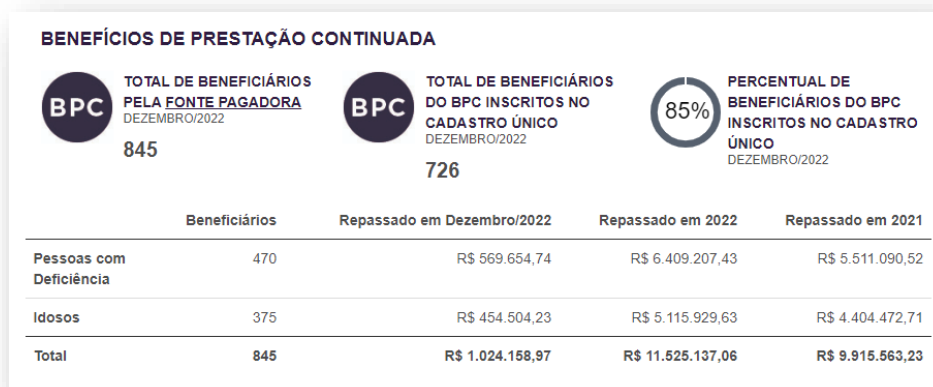 BENEFÍCIOS DE PRESTAÇÃO CONTINUADA
BPC
TOTAL DE BENEFICIÁRIOS
PELA FONTE PAGADORA
DEZEMBRO/2022
845
BPC
TOTAL DE BENEFICIÁRIOS
DO BPC INSCRITOS NO
CADASTRO ÚNICO
DEZEMBRO/2022
726
85%
PERCENTUAL DE
BENEFICIÁRIOS DO BPC
INSCRITOS NO CADASTRO
ÚNICO
DEZEMBRO/2022
Beneficiários Repassado em Dezembro/2022 Repassado em 2022 Repassado em 2021
Pessoas com 470 R$ 569.654,74 R$ 6.409.207,43 R$ 5.511.090,52
Deficiência
Idosos 375 R$ 454.504,23 R$ 5.115.929,63 R$ 4.404.472,71
Total 845 R$ 1.024.158,97 R$ 11.525.137,06 R$ 9.915.563,23